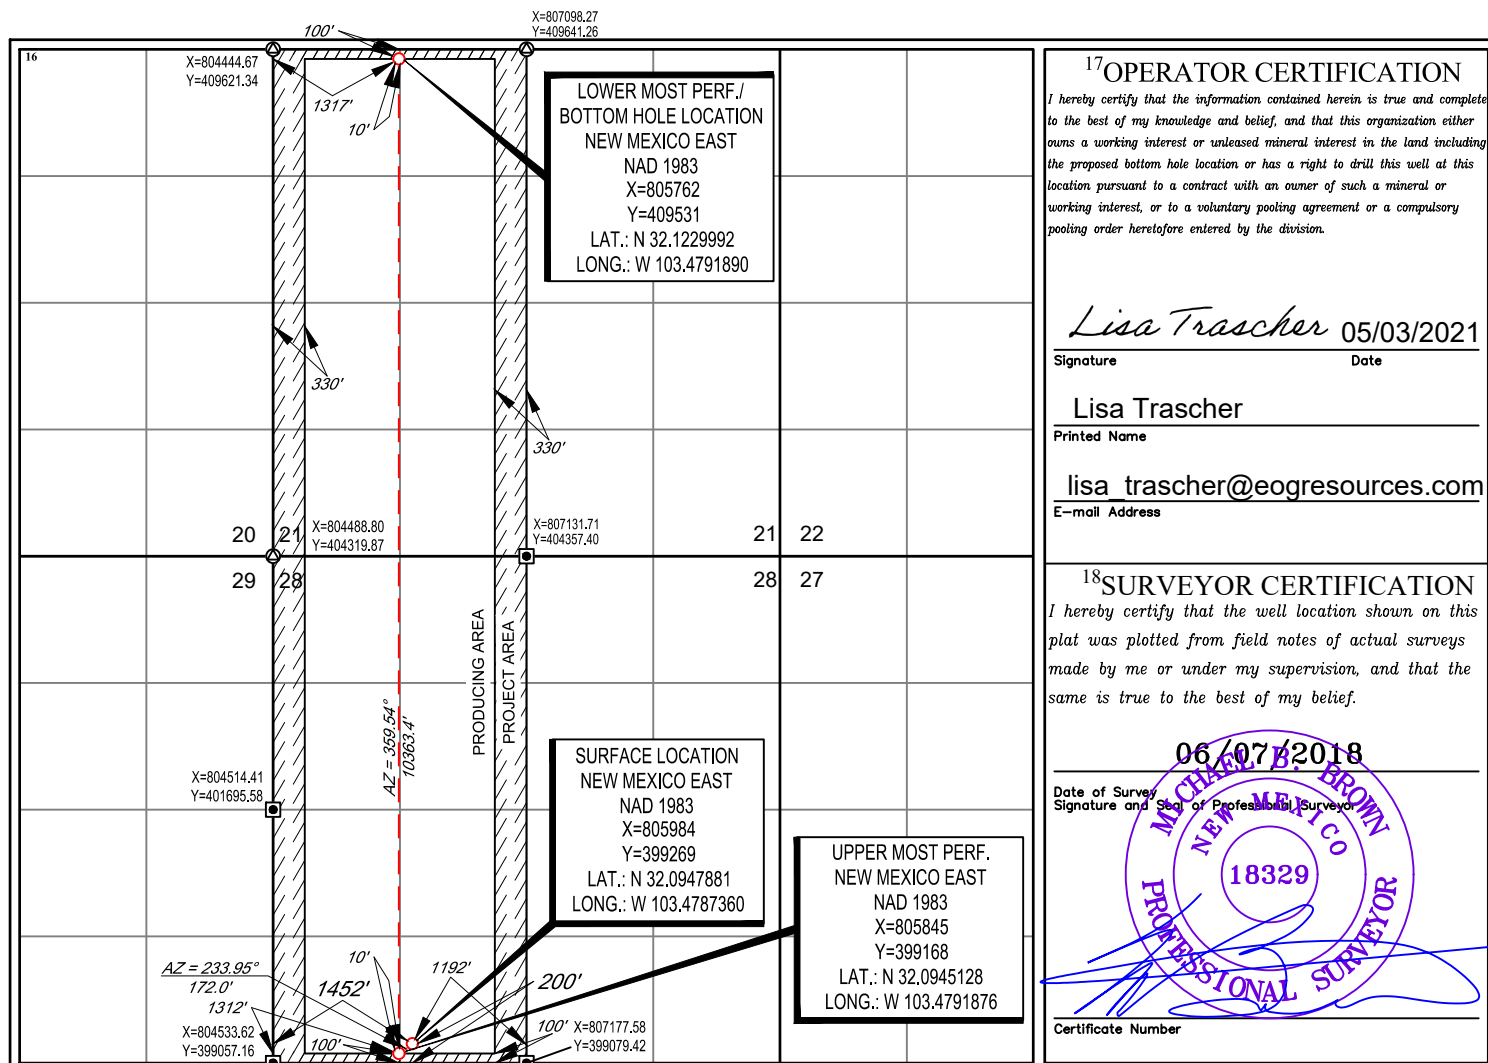 16
100'
X=807098.27
Y=409641.26
X=804444.67
Y=409621.34
1317'
10'
LOWER MOST PERF./
BOTTOM HOLE LOCATION
NEW MEXICO EAST
NAD 1983
X=805762
Y=409531
LAT.: N 32.1229992
LONG.: W 103.4791890
330'
330'
20 21
X=804488.80
Y=404319.87
X=807131.71
Y=404357.40
21 22
29 28
28 27
PRODUCING AREA
PROJECT AREA
AZ = 359.54°
10363.4'
X=804514.41
Y=401695.58
SURFACE LOCATION
NEW MEXICO EAST
NAD 1983
X=805984
Y=399269
LAT.: N 32.0947881
LONG.: W 103.4787360
UPPER MOST PERF.
NEW MEXICO EAST
NAD 1983
X=805845
Y=399168
LAT.: N 32.0945128
LONG.: W 103.4791876
AZ = 233.95°
172.0'
10'
1452'
1192'
200'
1312'
X=804533.62
Y=399057.16
100'
100'
X=807177.58
Y=399079.42
17OPERATOR CERTIFICATION
I hereby certify that the information contained herein is true and complete
to the best of my knowledge and belief, and that this organization either
owns a working interest or unleased mineral interest in the land including
the proposed bottom hole location or has a right to drill this well at this
location pursuant to a contract with an owner of such a mineral or
working interest, or to a voluntary pooling agreement or a compulsory
pooling order heretofore entered by the division.
Lisa Trascher 05/03/2021
Signature Date
Lisa Trascher
Printed Name
lisa_trascher@eogresources.com
E-mail Address
18SURVEYOR CERTIFICATION
I hereby certify that the well location shown on this
plat was plotted from field notes of actual surveys
made by me or under my supervision, and that the
same is true to the best of my belief.
06/07/2018
Date of Survey
Signature and Seal of Professional Surveyor
MICHAEL B. BROWN
NEW MEXICO
18329
PROFESSIONAL SURVEYOR
Certificate Number